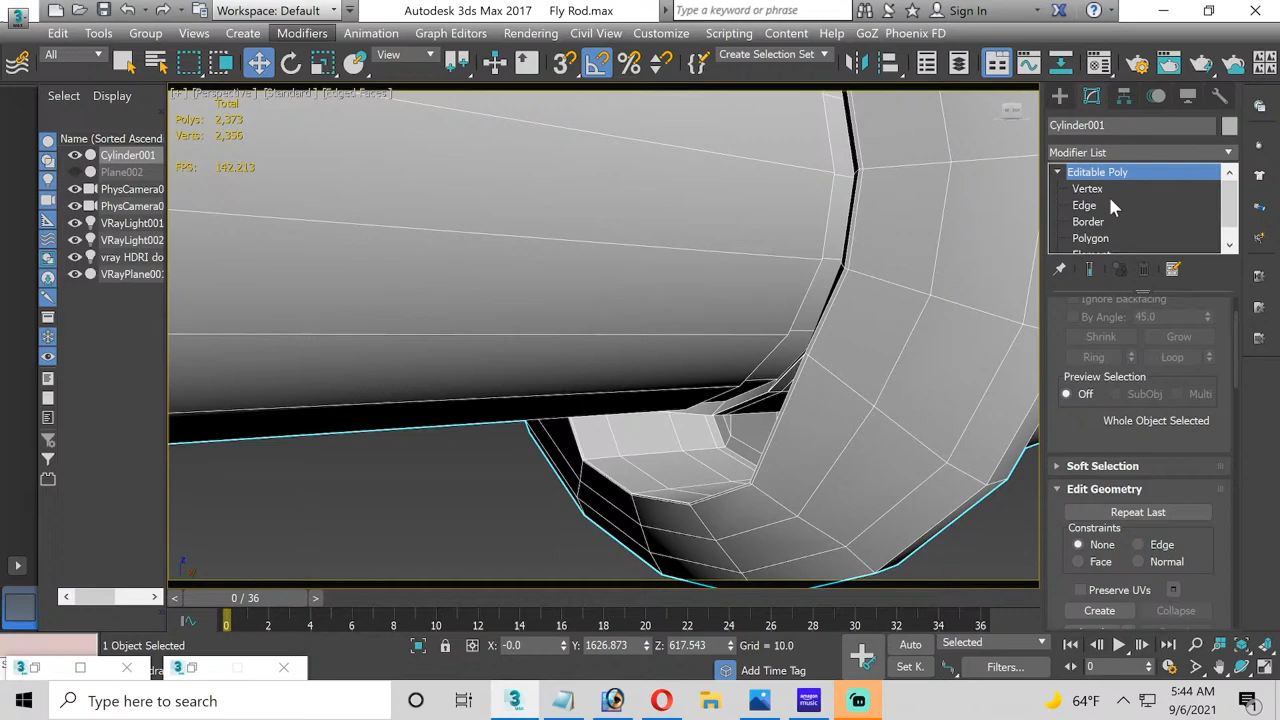 Workspace: Default
Autodesk 3ds Max 2017    Fly Rod.max
Type a keyword or phrase
Sign In
Edit Tools Group Views Create Modifiers Animation Graph Editors Rendering Civil View Customize Scripting Content Help GoZ Phoenix FD
All
View
Create Selection Set
Select Display
Name (Sorted Ascend
Cylinder001
Plane002
PhysCamera0
PhysCamera0
VRayLight001
VRayLight002
vray HDRI do
VRayPlane001
[+] [Perspective] [Standard] [Edged Faces]
Total
Polys: 2,373
Verts: 2,356
FPS: 142.213
Cylinder001
Modifier List
Editable Poly
Vertex
Edge
Border
Polygon
Element
Ignore Backfacing
By Angle: 45.0
Shrink Grow
Ring Loop
Preview Selection
Off SubObj Multi
Whole Object Selected
Soft Selection
Edit Geometry
Repeat Last
Constraints
None Edge
Face Normal
Preserve UVs
Create Collapse
0 / 36
0 2 4 6 8 10 12 14 16 18 20 22 24 26 28 30 32 34 36
1 Object Selected
X: -0.0 Y: 1626.873 Z: 617.543 Grid = 10.0
Add Time Tag
Auto Selected
Set K. Filters...
0
Type here to search
64°F
5:44 AM
9/6/2021